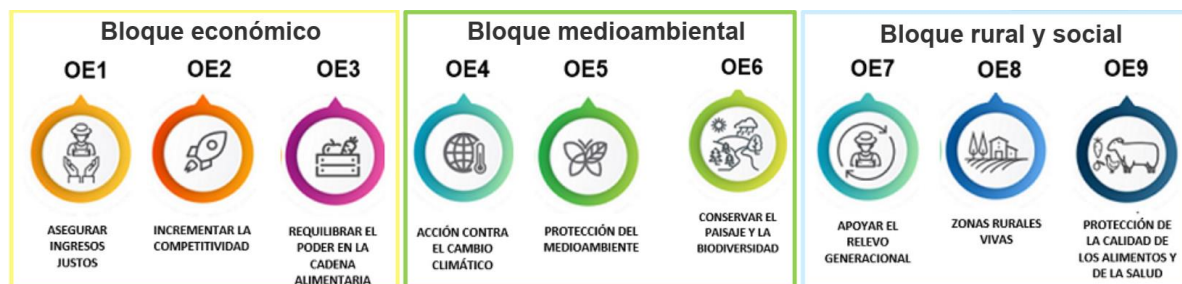 Bloque económico
OE1 OE2 OE3
ASEGURAR
INGRESOS
JUSTOS
INCREMENTAR LA
COMPETITIVIDAD
REQUILIBRAR EL
PODER EN LA
CADENA
ALIMENTARIA
Bloque medioambiental
OE4 OE5 OE6
ACCIÓN CONTRA
EL CAMBIO
CLIMÁTICO
PROTECCIÓN DEL
MEDIOAMBIENTE
CONSERVAR EL
PAISAJE Y LA
BIODIVERSIDAD
Bloque rural y social
OE7 OE8 OE9
APOYAR EL
RELEVO
GENERACIONAL
ZONAS RURALES
VIVAS
PROTECCIÓN DE
LA CALIDAD DE
LOS ALIMENTOS Y
DE LA SALUD